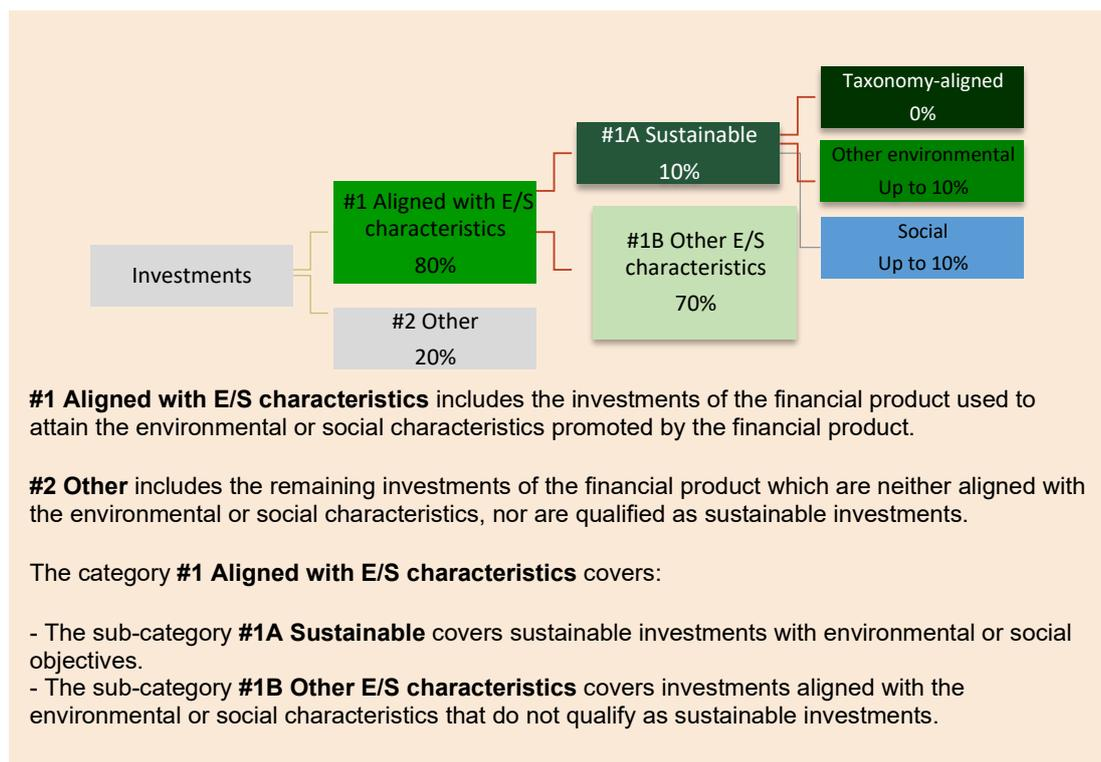 Taxonomy-aligned
0%
#1A Sustainable
10%
Other environmental
Up to 10%
#1 Aligned with E/S
characteristics
80%
#1B Other E/S
characteristics
70%
Social
Up to 10%
Investments
#2 Other
20%
#1 Aligned with E/S characteristics includes the investments of the financial product used to
attain the environmental or social characteristics promoted by the financial product.
#2 Other includes the remaining investments of the financial product which are neither aligned with
the environmental or social characteristics, nor are qualified as sustainable investments.
The category #1 Aligned with E/S characteristics covers:
- The sub-category #1A Sustainable covers sustainable investments with environmental or social
objectives.
- The sub-category #1B Other E/S characteristics covers investments aligned with the
environmental or social characteristics that do not qualify as sustainable investments.